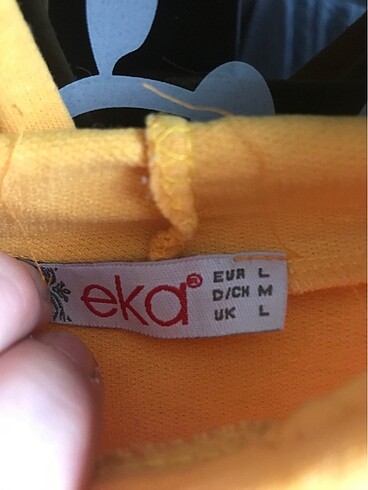 eka®
EUR L
D/CH M
UK L